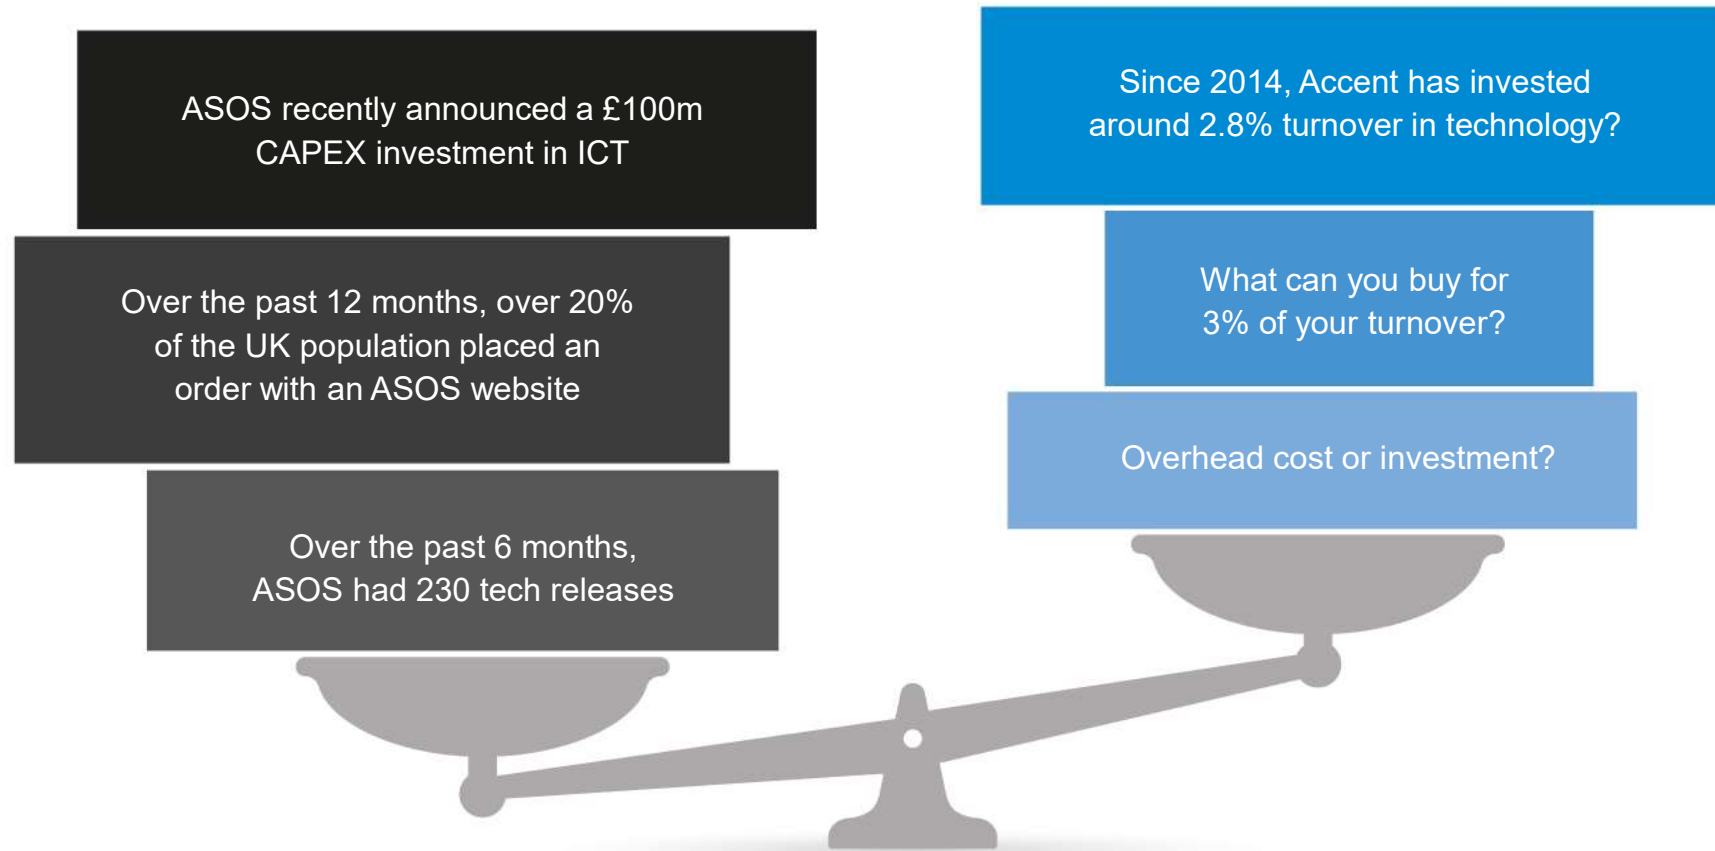 ASOS recently announced a £100m
CAPEX investment in ICT
Over the past 12 months, over 20%
of the UK population placed an
order with an ASOS website
Over the past 6 months,
ASOS had 230 tech releases
Since 2014, Accent has invested
around 2.8% turnover in technology?
What can you buy for
3% of your turnover?
Overhead cost or investment?